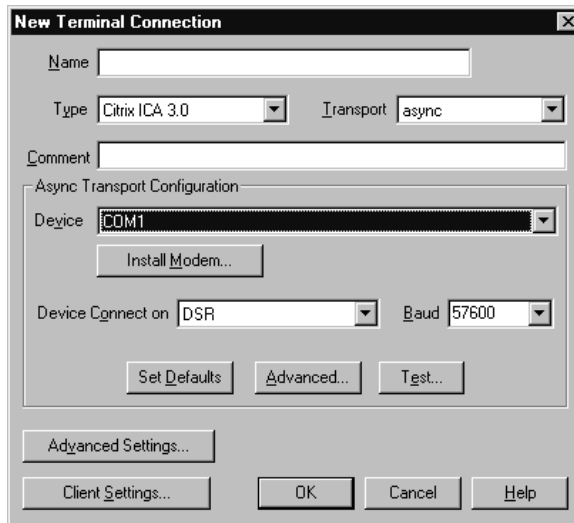 New Terminal Connection
Name
Type Citrix ICA 3.0 Transport async
Comment
Async Transport Configuration
Device COM1
Install Modem...
Device Connect on DSR Baud 57600
Set Defaults Advanced... Test...
Advanced Settings...
Client Settings... OK Cancel Help